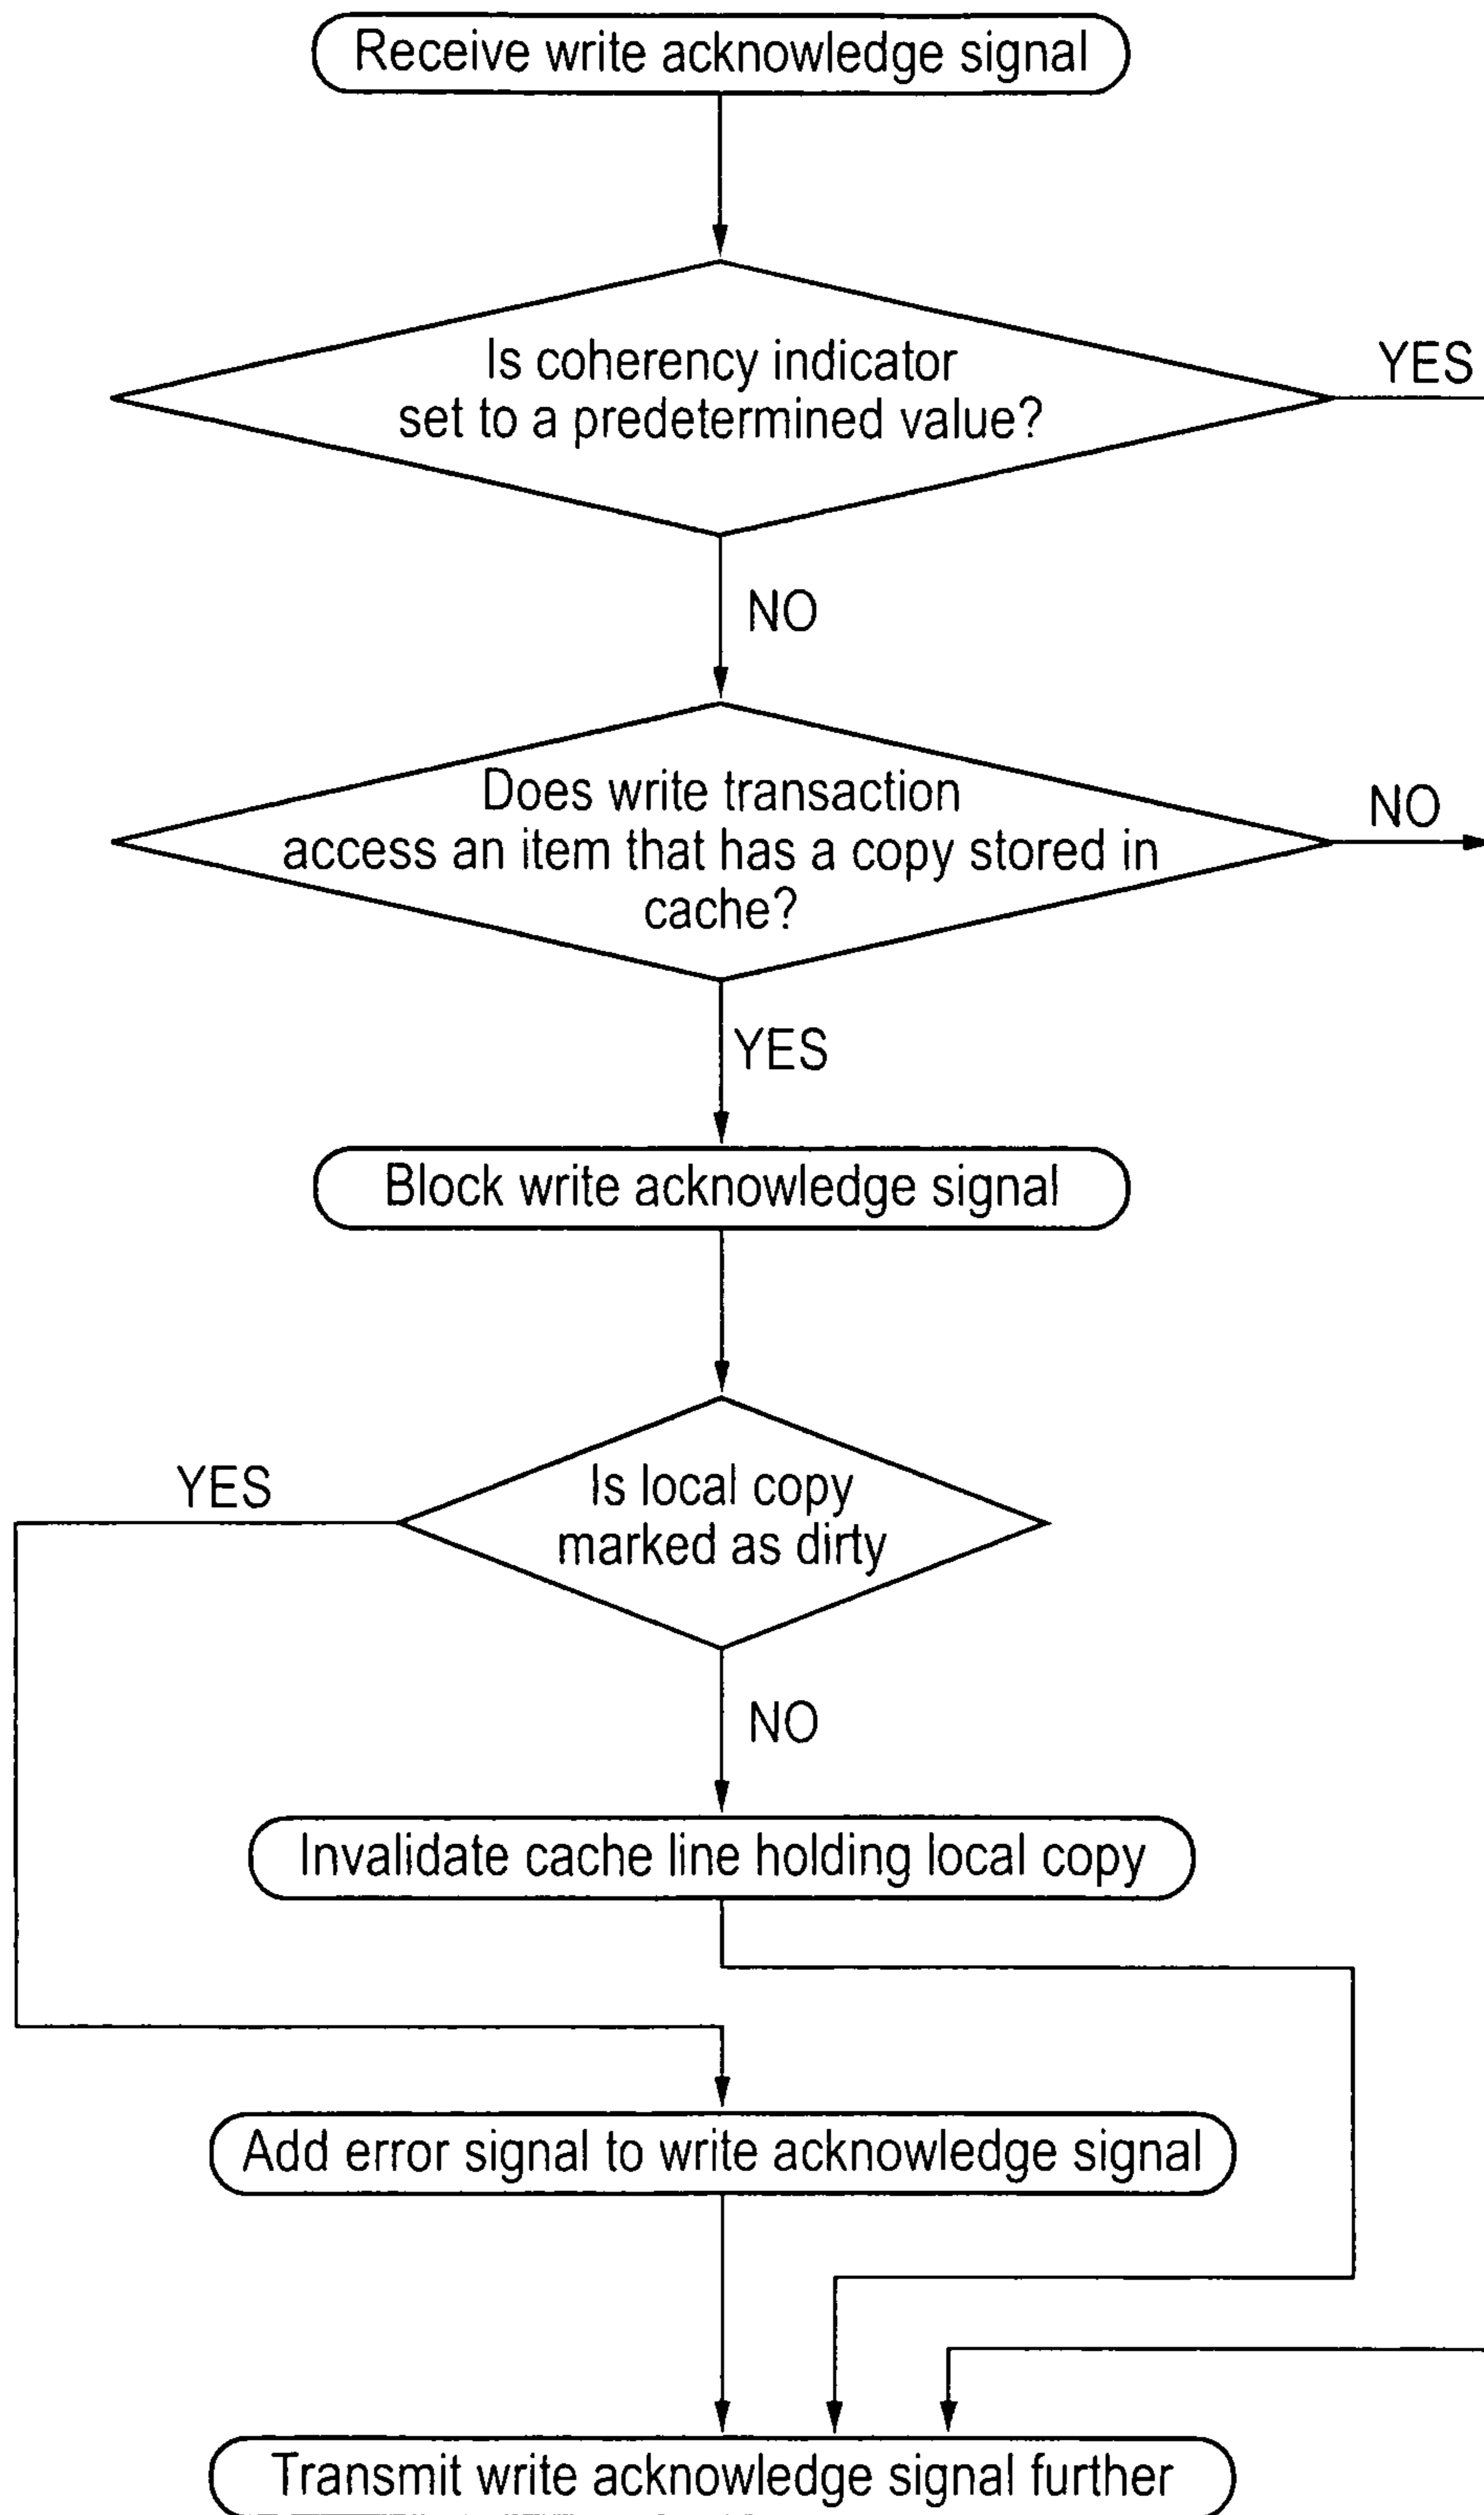 Receive write acknowledge signal
Is coherency indicator
set to a predetermined value?
YES
NO
Does write transaction
access an item that has a copy stored in
cache?
NO
YES
Block write acknowledge signal
Is local copy
marked as dirty
YES
NO
Invalidate cache line holding local copy
Add error signal to write acknowledge signal
Transmit write acknowledge signal further